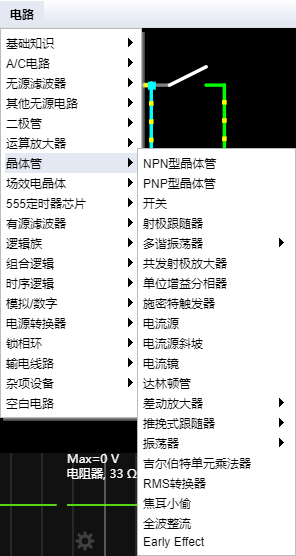 电路
基础知识
A/C电路
无源滤波器
其他无源电路
二极管
运算放大器
晶体管
场效电晶体
555定时器芯片
有源滤波器
逻辑族
组合逻辑
时序逻辑
模拟/数字
电源转换器
锁相环
输电线路
杂项设备
空白电路
NPN型晶体管
PNP型晶体管
开关
射极跟随器
多谐振荡器
共发射极放大器
单位增益分相器
施密特触发器
电流源
电流源斜坡
电流镜
达林顿管
差动放大器
推挽式跟随器
振荡器
吉尔伯特单元乘法器
RMS转换器
焦耳小偷
全波整流
Early Effect
Max=0 V
电阻器, 33 Ω